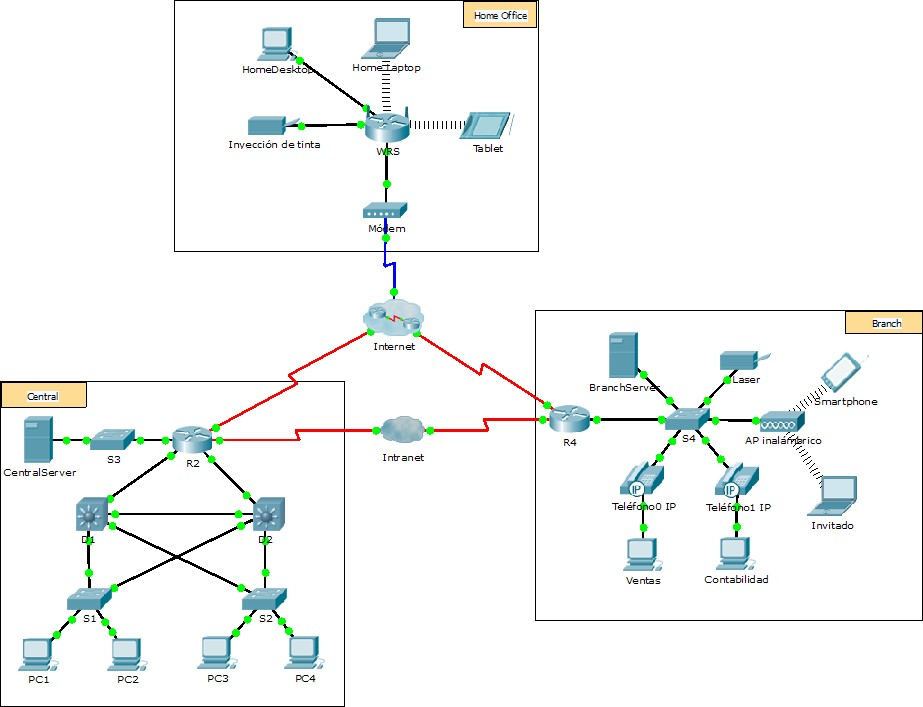 Home Office
HomeDesktop
Home Laptop
Inyección de tinta
WRS
Tablet
Módem
Internet
Branch
BranchServer
Laser
Smartphone
R4
S4
AP inalámbrico
Teléfono0 IP
Teléfono1 IP
IP
IP
Invitado
Ventas
Contabilidad
Intranet
Central
CentralServer
S3
R2
D1
D2
S1
S2
PC1
PC2
PC3
PC4